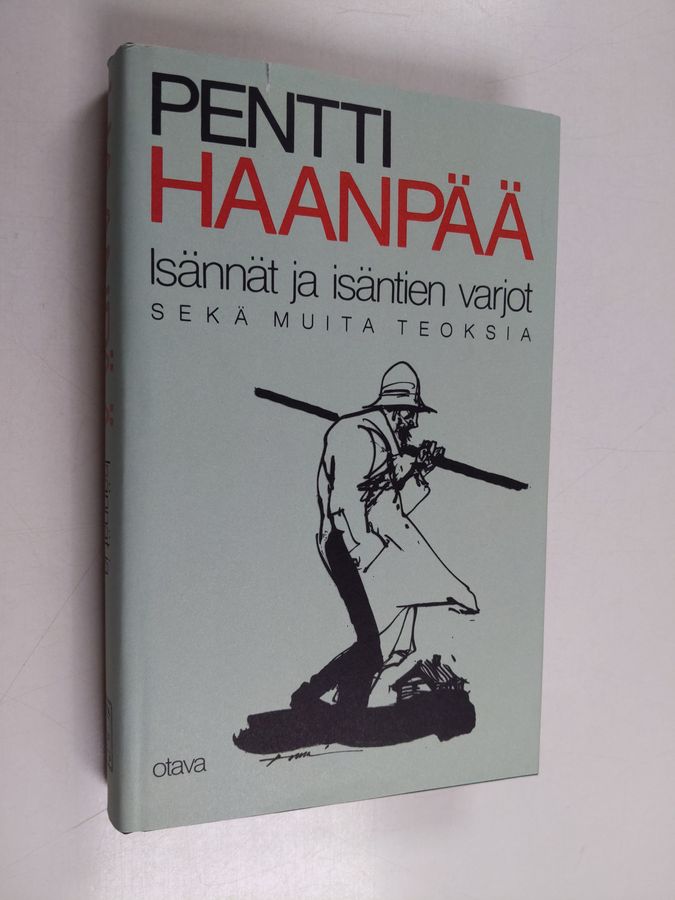 PENTTI
HAANPÄÄ
Isännät ja isäntien varjot
SEKÄ MUITA TEOKSIA
otava